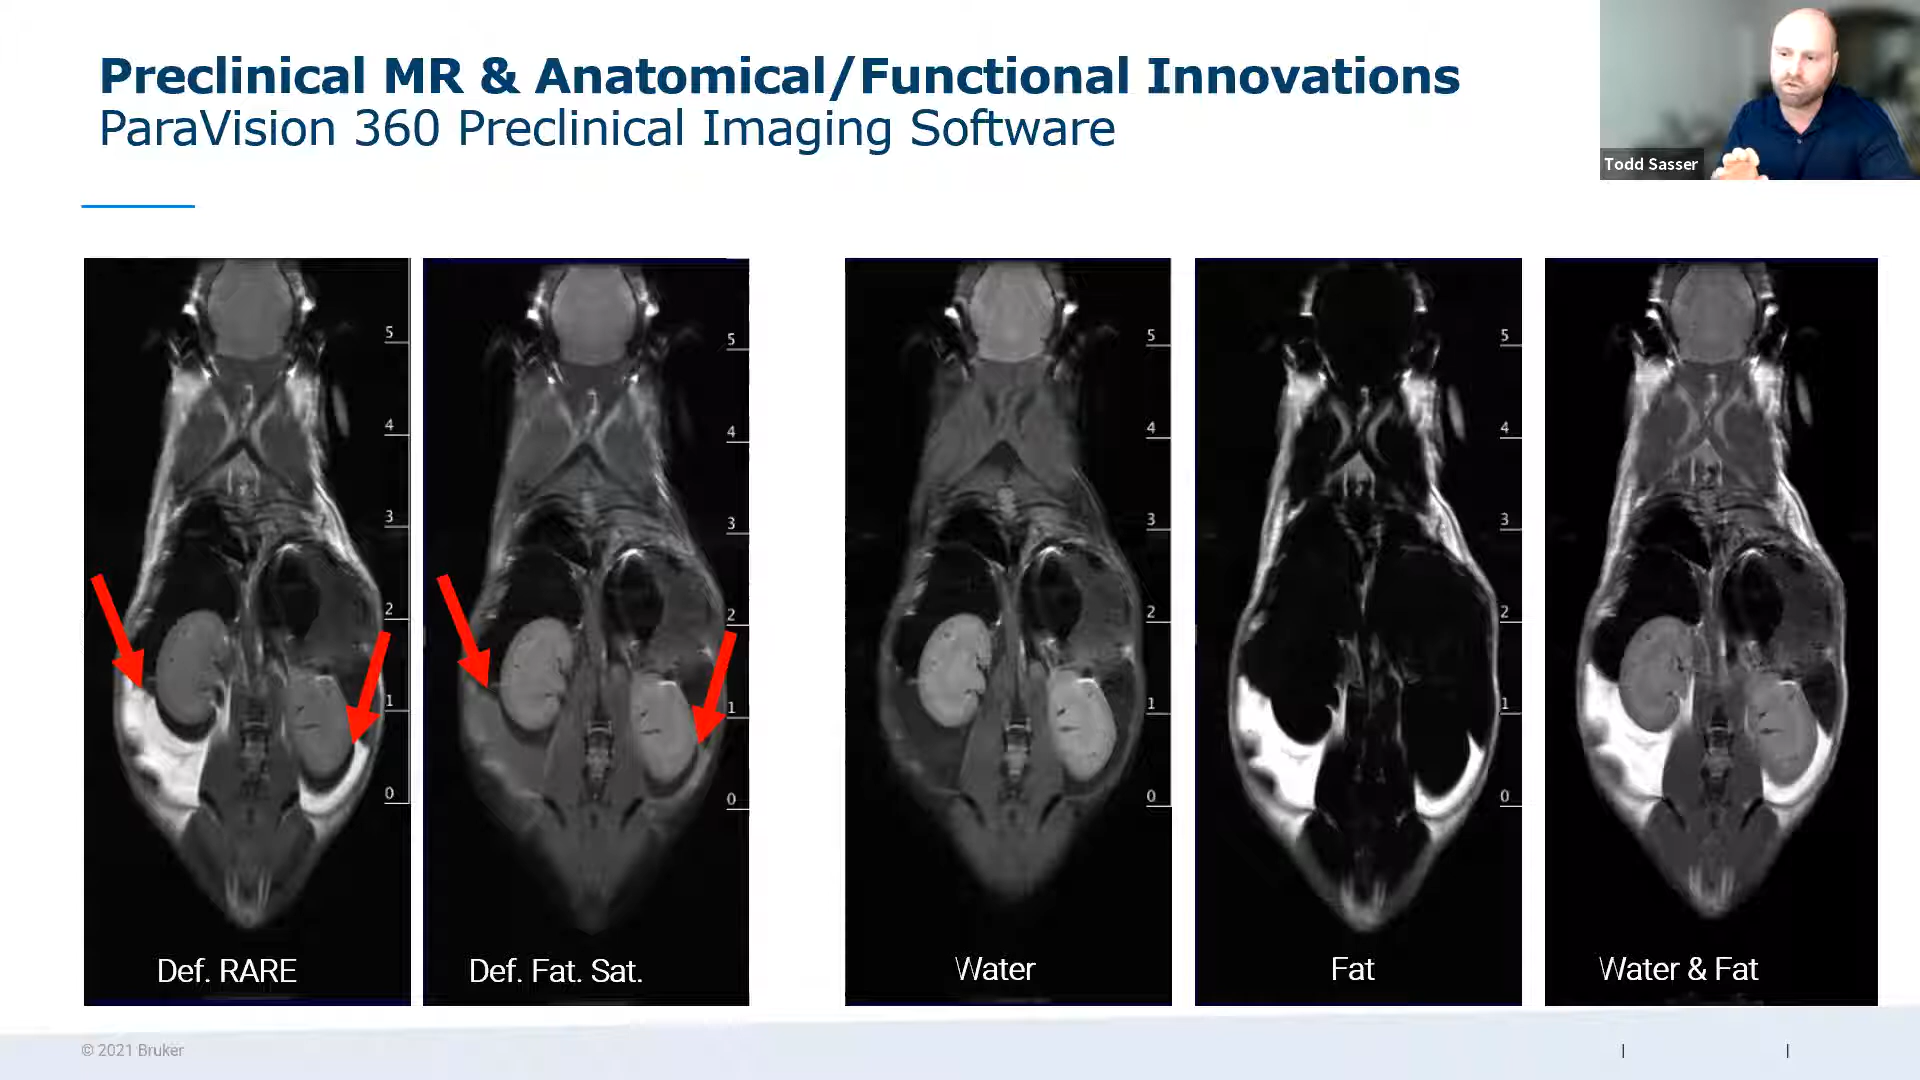 Preclinical MR & Anatomical/Functional Innovations
ParaVision 360 Preclinical Imaging Software
Todd Sasser
5
4
3
2
1
0
Def. RARE
5
4
3
2
1
0
Def. Fat. Sat.
5
4
3
2
1
0
Water
5
4
3
2
1
0
Fat
Water & Fat
© 2021 Bruker